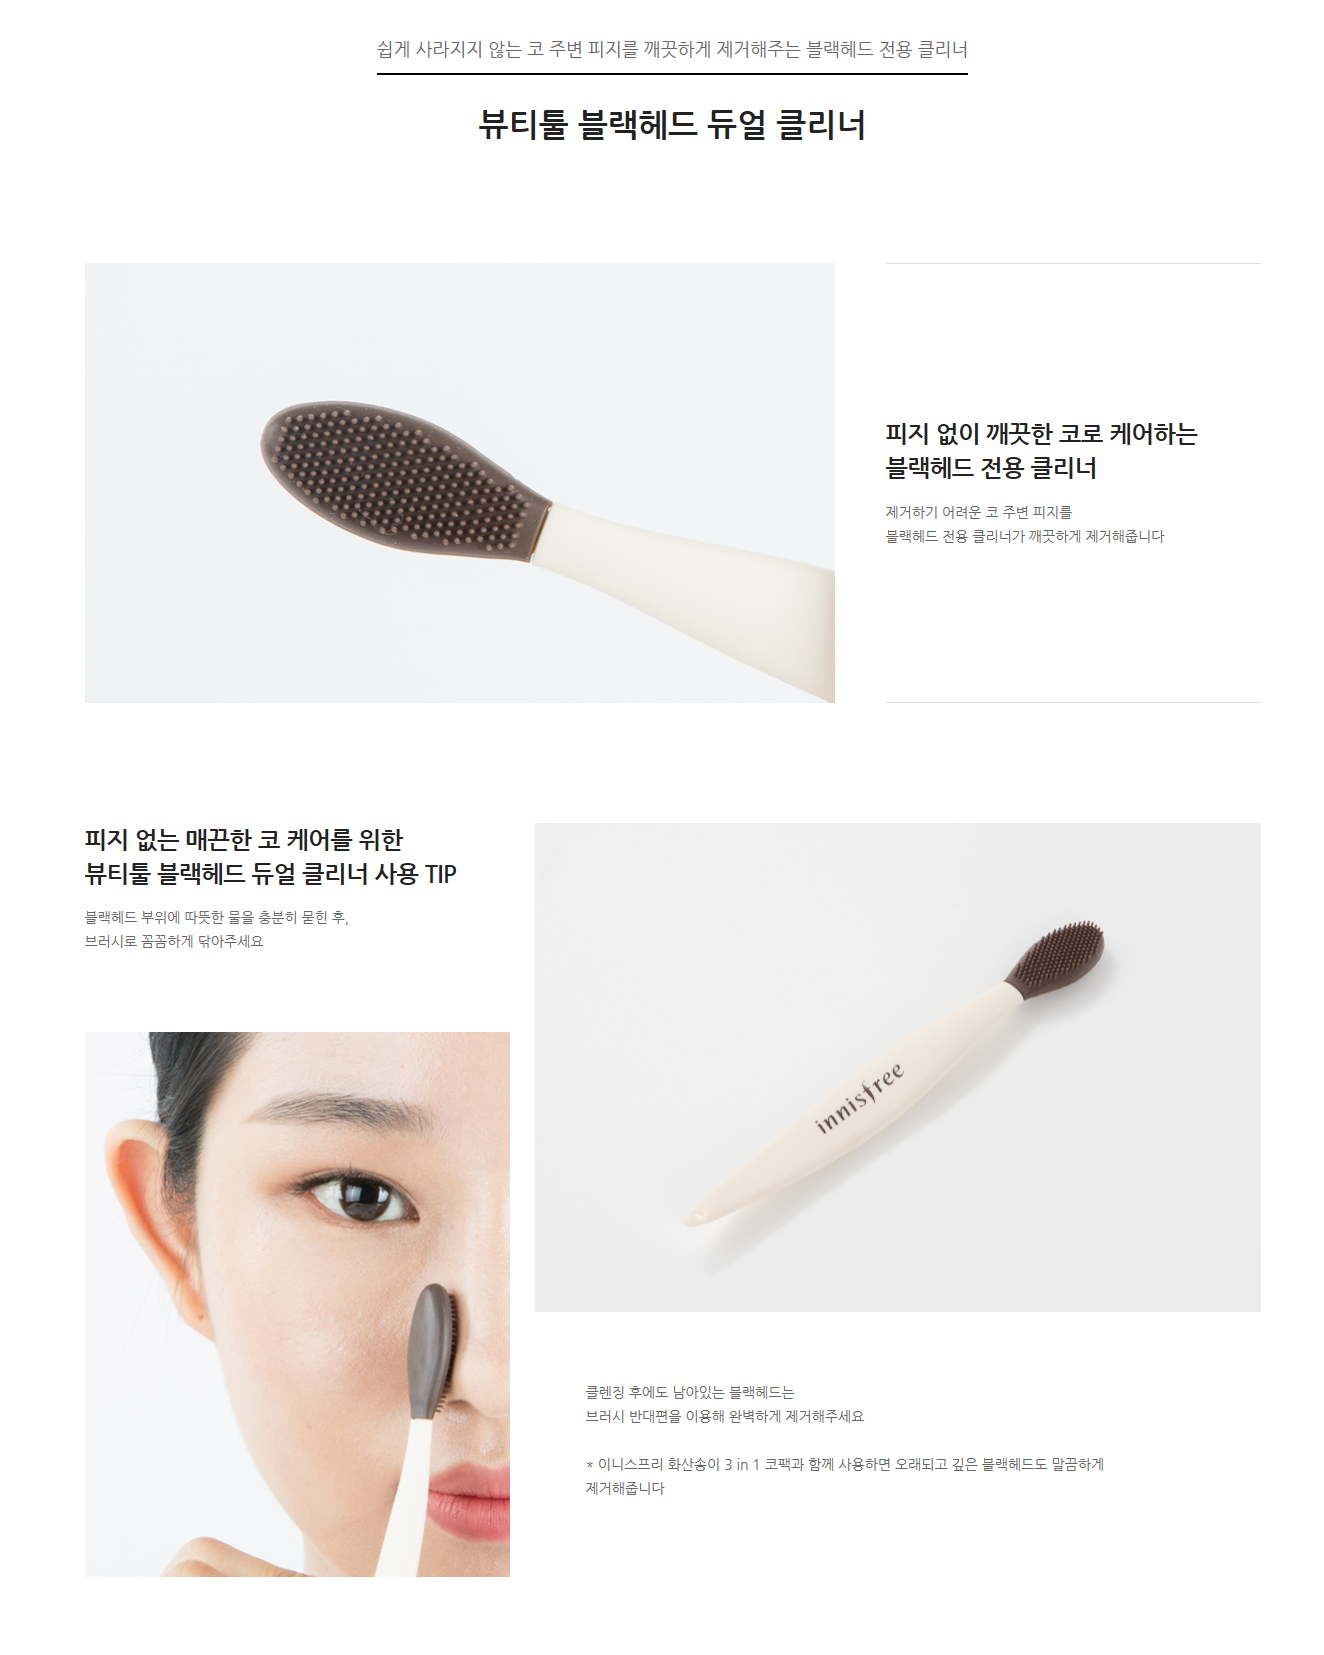 쉽게 사라지지 않는 코 주변 피지를 깨끗하게 제거해주는 블랙헤드 전용 클리너
뷰티툴 블랙헤드 듀얼 클리너
피지 없이 깨끗한 코로 케어하는
블랙헤드 전용 클리너
제거하기 어려운 코 주변 피지를
블랙헤드 전용 클리너가 깨끗하게 제거해줍니다
피지 없는 매끈한 코 케어를 위한
뷰티툴 블랙헤드 듀얼 클리너 사용 TIP
블랙헤드 부위에 따뜻한 물을 충분히 묻힌 후,
브러시로 꼼꼼하게 닦아주세요
innisfree
클렌징 후에도 남아있는 블랙헤드는
브러시 반대편을 이용해 완벽하게 제거해주세요
* 이니스프리 화산송이 3 in 1 코팩과 함께 사용하면 오래되고 깊은 블랙헤드도 말끔하게
제거해줍니다